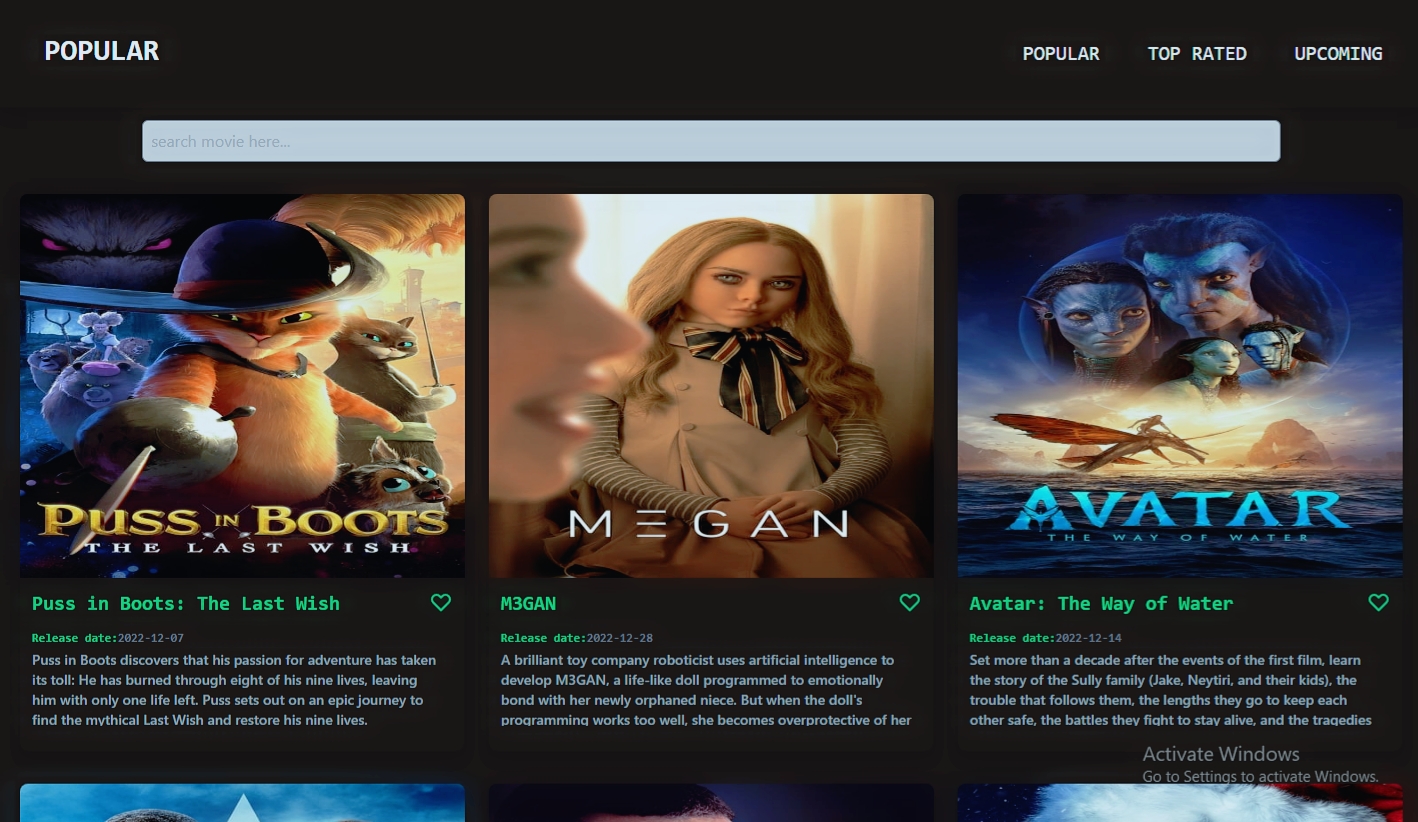 POPULAR
POPULAR TOP RATED UPCOMING
search movie here...
PUSS IN BOOTS
THE LAST WISH
M3GAN
AVATAR
THE WAY OF WATER
Puss in Boots: The Last Wish
Release date:2022-12-07
Puss in Boots discovers that his passion for adventure has taken
its toll: He has burned through eight of his nine lives, leaving
him with only one life left. Puss sets out on an epic journey to
find the mythical Last Wish and restore his nine lives.
M3GAN
Release date:2022-12-28
A brilliant toy company roboticist uses artificial intelligence to
develop M3GAN, a life-like doll programmed to emotionally
bond with her newly orphaned niece. But when the doll's
programming works too well, she becomes overprotective of her
Avatar: The Way of Water
Release date:2022-12-14
Set more than a decade after the events of the first film, learn
the story of the Sully family (Jake, Neytiri, and their kids), the
trouble that follows them, the lengths they go to keep each
other safe, the battles they fight to stay alive, and the tragedies
Activate Windows
Go to Settings to activate Windows.